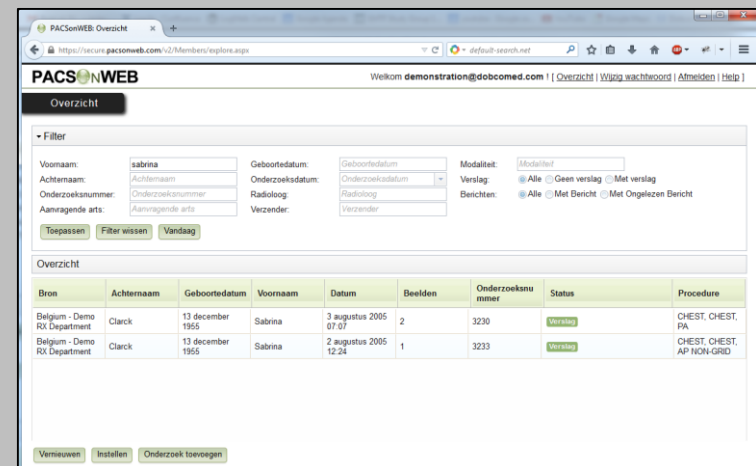 PACSonWEB: Overzicht
https://secure.pacsonweb.com/v2/Members/explore.aspx
default-search.net
PACSONWEB
Welkom demonstration@dobcomed.com ! [ Overzicht | Wijzig wachtwoord | Afmelden | Help ]
Overzicht
Filter
Voornaam: sabrina Geboortedatum: Geboortedatum Modaliteit: Modaliteit
Achternaam: Achternaam Onderzoeksdatum: Onderzoeksdatum Verslag: Alle Geen verslag Met verslag
Onderzoeksnummer: Onderzoeksnummer Radioloog: Radioloog Berichten: Alle Met Bericht Met Ongelezen Bericht
Aanvragende arts: Aanvragende arts Verzender: Verzender
Toepassen Filter wissen Vandaag
Overzicht
Bron Achternaam Geboortedatum Voornaam Datum Beelden Onderzoeksnu Status Procedure
mmer
Belgium - Demo Clarck 13 december Sabrina 3 augustus 2005 2 3230 Verslag CHEST, CHEST,
RX Department 1955 07:07 PA
Belgium - Demo Clarck 13 december Sabrina 2 augustus 2005 1 3233 Verslag CHEST, CHEST,
RX Department 1955 12:24 AP NON-GRID
Vernieuwen Instellen Onderzoek toevoegen